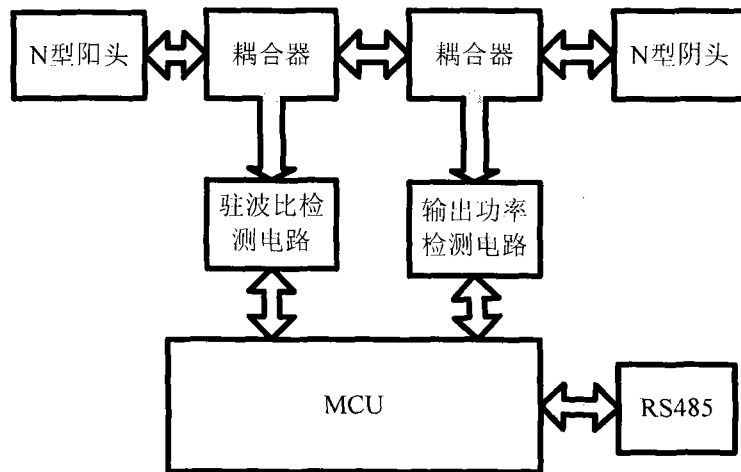 N型阳头
耦合器
耦合器
N型阴头
驻波比检
测电路
输出功率
检测电路
MCU
RS485